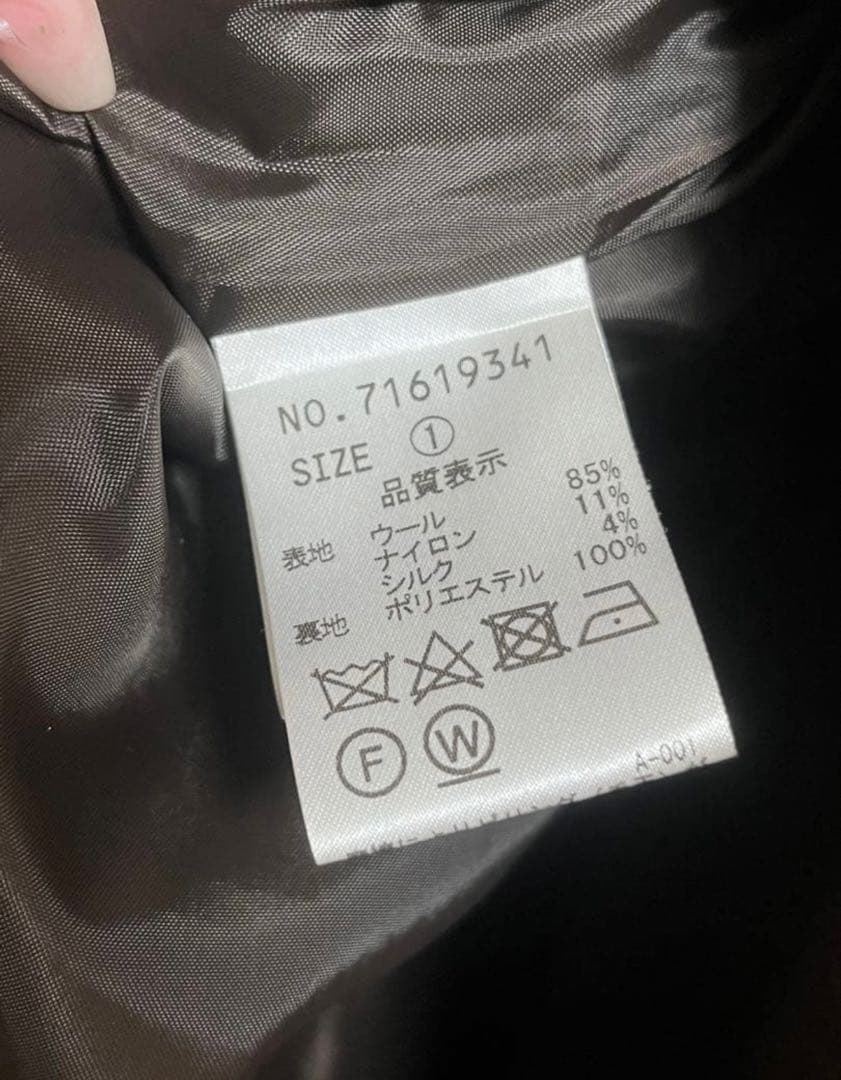 NO.71619341
SIZE ①
品質表示
表地 ウール 85%
ナイロン 11%
シルク 4%
裏地 ポリエステル 100%
F W
A-001